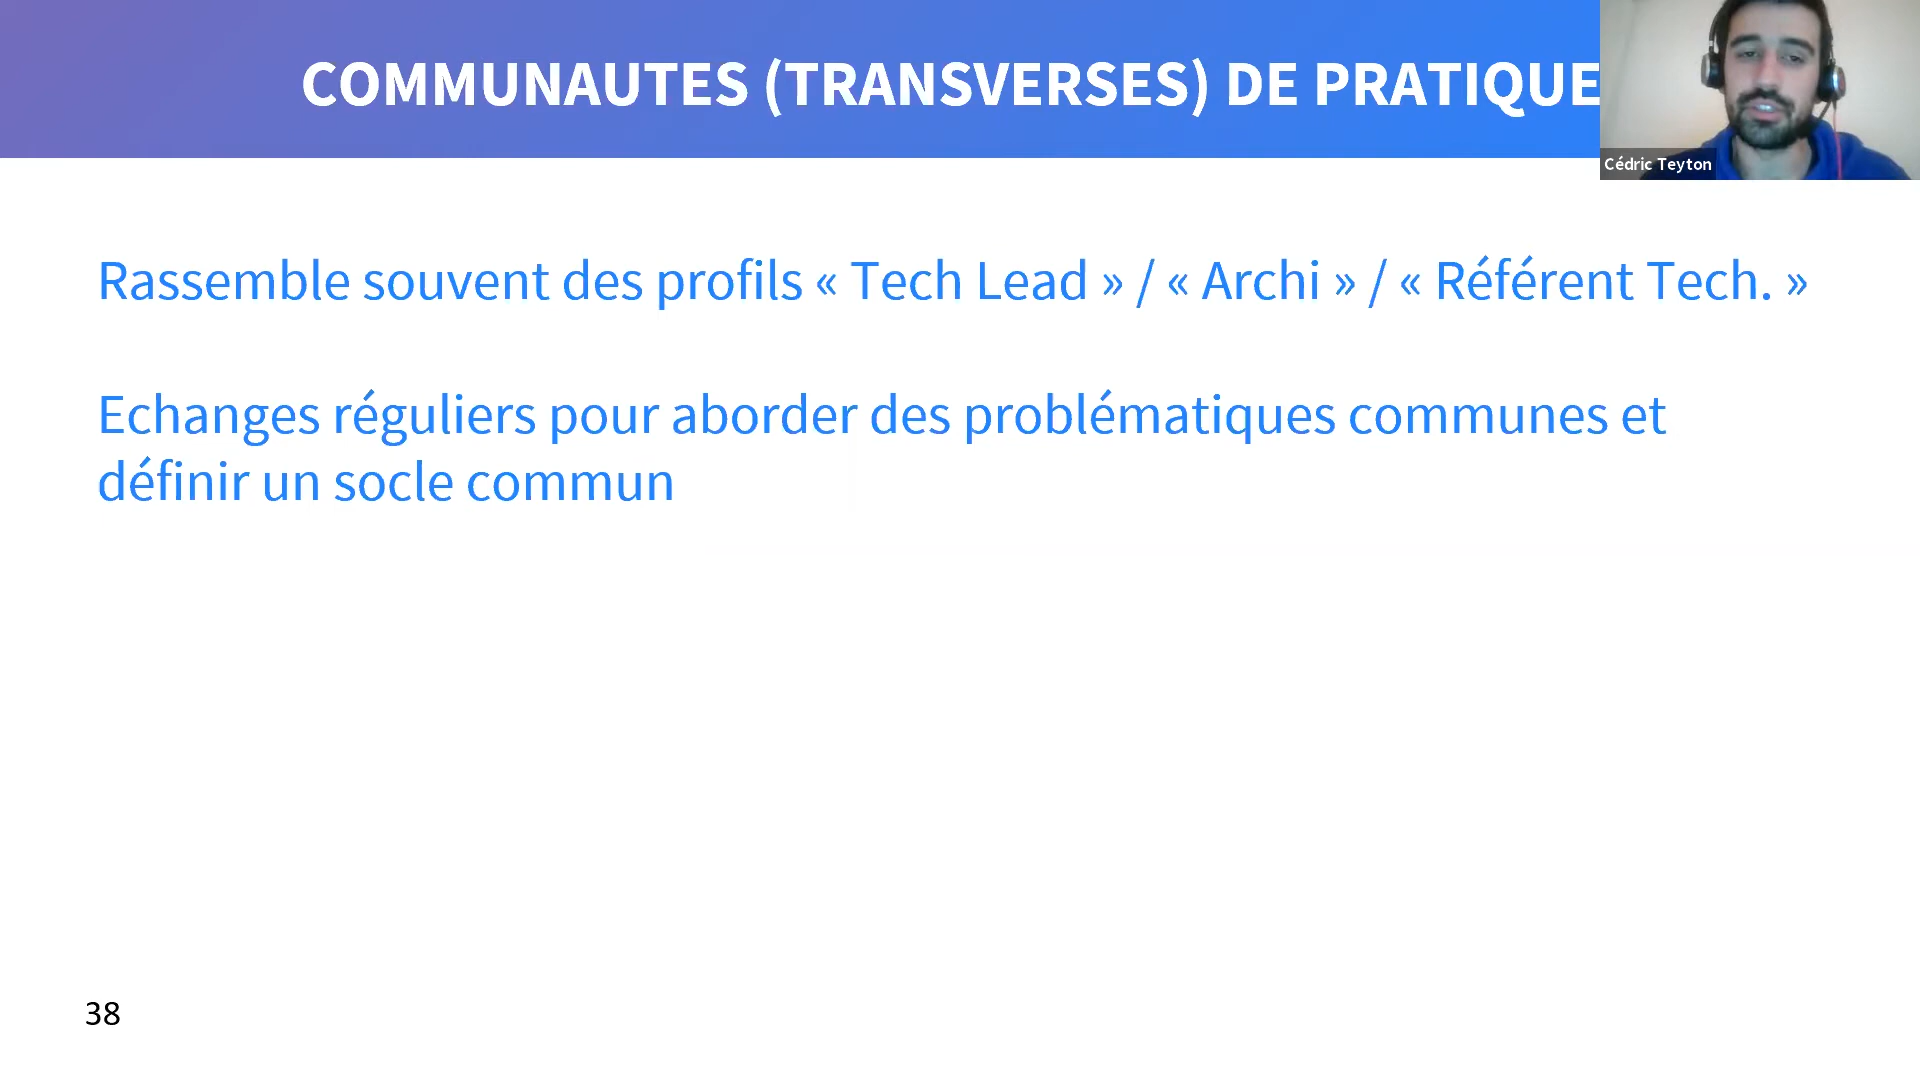 COMMUNAUTES (TRANSVERSES) DE PRATIQUE
Cédric Teyton
Rassemble souvent des profils « Tech Lead » / « Archi » / « Référent Tech. »
Echanges réguliers pour aborder des problématiques communes et
définir un socle commun
38